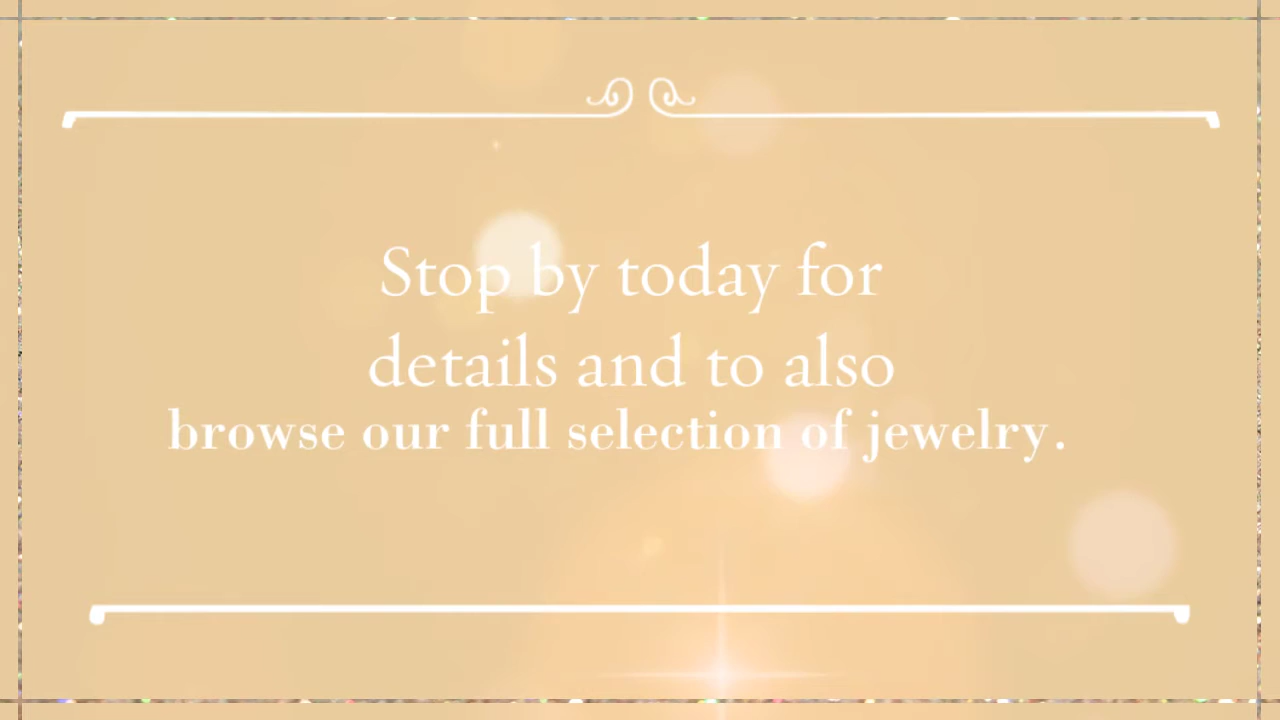 Stop by today for
details and to also
browse our full selection of jewelry.